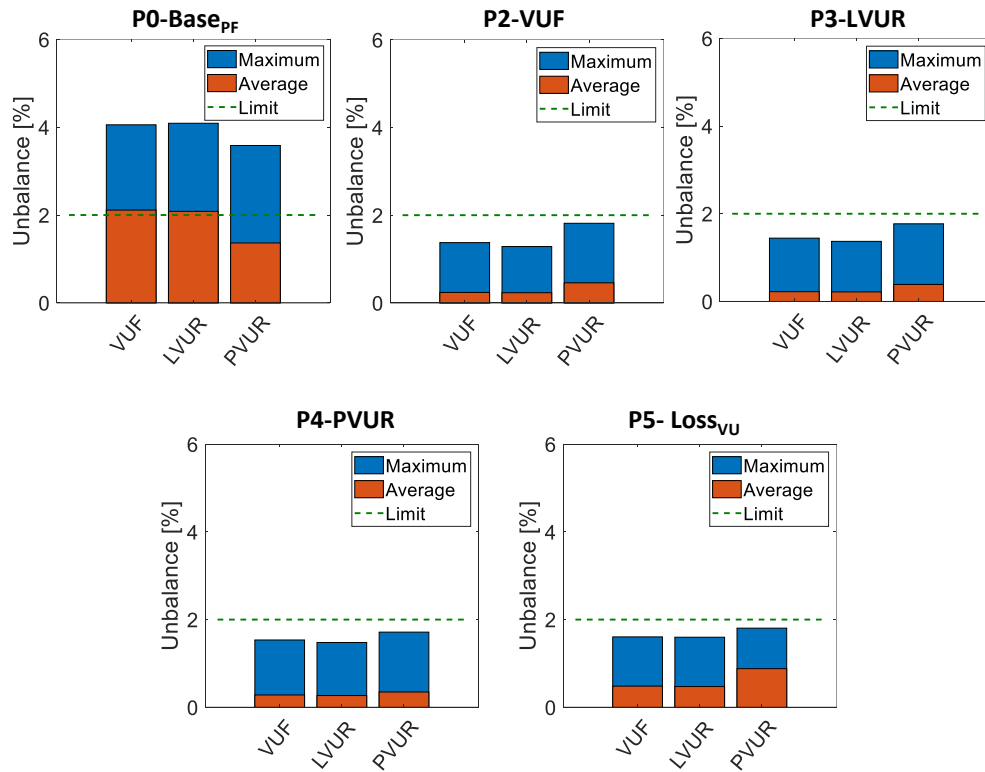 P0-BasePF
6
4
2
0
Unbalance [%]
Maximum
Average
Limit
VUF
LVUR
PVUR
P2-VUF
6
4
2
0
Unbalance [%]
Maximum
Average
Limit
VUF
LVUR
PVUR
P3-LVUR
6
4
2
0
Unbalance [%]
Maximum
Average
Limit
VUF
LVUR
PVUR
P4-PVUR
6
4
2
0
Unbalance [%]
Maximum
Average
Limit
VUF
LVUR
PVUR
P5- LossVU
6
4
2
0
Unbalance [%]
Maximum
Average
Limit
VUF
LVUR
PVUR